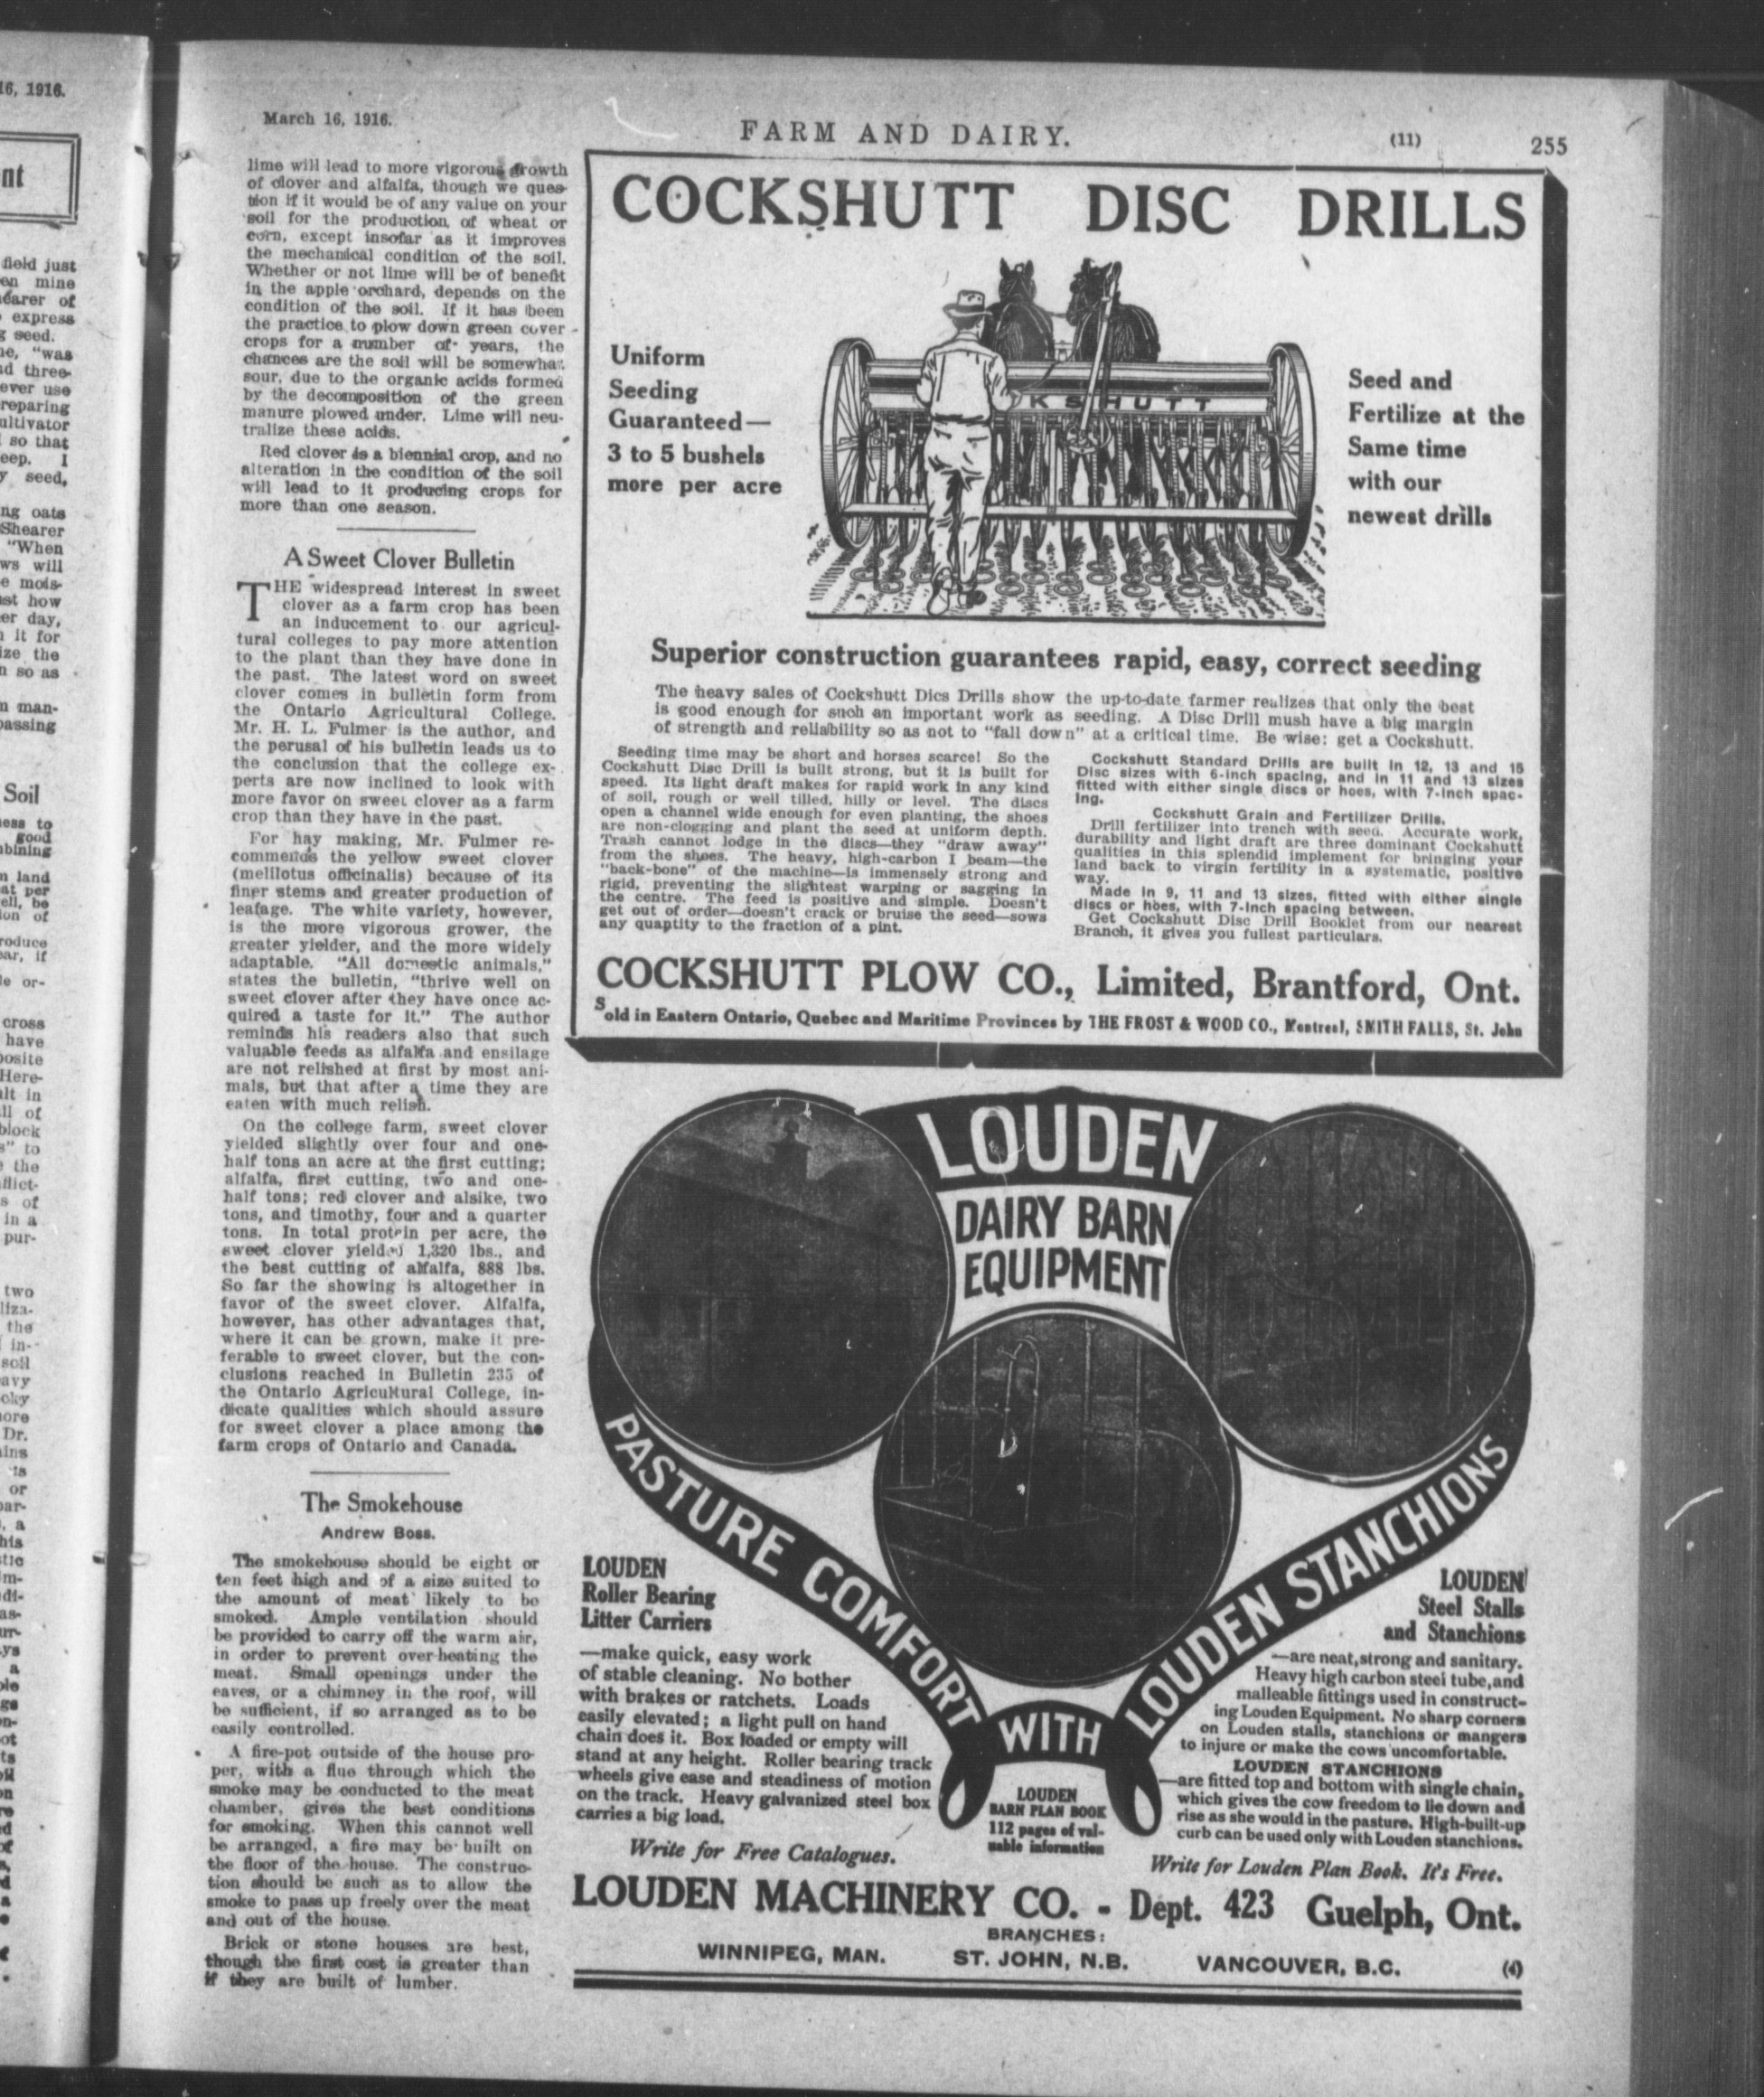 16, 1916.
nt
field just
en mine
earer of
express
g seed.
ne, "was
nd three-
ever use
reparing
ultivator
so that
eep. I
y seed,
ng oats
Shearer
"When
ws will
e mois-
ust how
er day,
n it for
ize the
n so as
n man-
passing
Soil
ness to
good
mbining
n land
at per
ell, be
ion of
roduce
ear, if
le or-
cross
have
posite
Here-
ult in
ll of
block
s" to
e the
nflict-
s of
in a
pur-
two
liza-
the
in-
soil
eavy
ocky
more
Dr.
ains
is
or
par-
, a
his
March 16, 1916.
FARM AND DAIRY.
(11)
255
lime will lead to more vigorous growth
of clover and alfalfa, though we ques-
tion if it would be of any value on your
soil for the production of wheat or
corn, except insofar as it improves
the mechanical condition of the soil.
Whether or not lime will be of benefit
in the apple orchard, depends on the
condition of the soil. If it has been
the practice to plow down green cover
crops for a number of years, the
chances are the soil will be somewhat
sour, due to the organic acids formed
by the decomposition of the green
manure plowed under. Lime will neu-
tralize these acids.
Red clover is a biennial crop, and no
alteration in the condition of the soil
will lead to it producing crops for
more than one season.
A Sweet Clover Bulletin
THE widespread interest in sweet
clover as a farm crop has been
an inducement to our agricul-
tural colleges to pay more attention
to the plant than they have done in
the past. The latest word on sweet
clover comes in bulletin form from
the Ontario Agricultural College.
Mr. H. L. Fulmer is the author, and
the perusal of his bulletin leads us to
the conclusion that the college ex-
perts are now inclined to look with
more favor on sweet clover as a farm
crop than they have in the past.
For hay making, Mr. Fulmer re-
commends the yellow sweet clover
(melilotus officinalis) because of its
finer stems and greater production of
leafage. The white variety, however,
is the more vigorous grower, the
greater yielder, and the more widely
adaptable. "All domestic animals,"
states the bulletin, "thrive well on
sweet clover after they have once ac-
quired a taste for it." The author
reminds his readers also that such
valuable feeds as alfalfa and ensilage
are not relished at first by most ani-
mals, but that after a time they are
eaten with much relish.
On the college farm, sweet clover
yielded slightly over four and one-
half tons an acre at the first cutting;
alfalfa, first cutting, two and one-
half tons; red clover and alsike, two
tons, and timothy, four and a quarter
tons. In total protein per acre, the
sweet clover yielded 1,320 lbs., and
the best cutting of alfalfa, 888 lbs.
So far the showing is altogether in
favor of the sweet clover. Alfalfa,
however, has other advantages that,
where it can be grown, make it pre-
ferable to sweet clover, but the con-
clusions reached in Bulletin 235 of
the Ontario Agricultural College, in-
dicate qualities which should assure
for sweet clover a place among the
farm crops of Ontario and Canada.
The Smokehouse
Andrew Boss.
The smokehouse should be eight or
ten feet high and of a size suited to
the amount of meat likely to be
smoked. Ample ventilation should
be provided to carry off the warm air,
in order to prevent over-heating the
meat. Small openings under the
eaves, or a chimney in the roof, will
be sufficient, if so arranged as to be
easily controlled.
A fire-pot outside of the house pro-
per, with a flue through which the
smoke may be conducted to the meat
chamber, gives the best conditions
for smoking. When this cannot well
be arranged, a fire may be built on
the floor of the house. The construc-
tion should be such as to allow the
smoke to pass up freely over the meat
and out of the house.
Brick or stone houses are best,
though the first cost is greater than
if they are built of lumber.
COCKSHUTT DISC DRILLS
Uniform
Seeding
Guaranteed—
3 to 5 bushels
more per acre
KSHUTT
Seed and
Fertilize at the
Same time
with our
newest drills
Superior construction guarantees rapid, easy, correct seeding
The heavy sales of Cockshutt Dics Drills show the up-to-date farmer realizes that only the best
is good enough for such an important work as seeding. A Disc Drill mush have a big margin
of strength and reliability so as not to "fall down" at a critical time. Be wise: get a Cockshutt.
Seeding time may be short and horses scarce! So the
Cockshutt Disc Drill is built strong, but it is built for
speed. Its light draft makes for rapid work in any kind
of soil, rough or well tilled, hilly or level. The discs
open a channel wide enough for even planting, the shoes
are non-clogging and plant the seed at uniform depth.
Trash cannot lodge in the discs—they "draw away"
from the shoes. The heavy, high-carbon I beam—the
"back-bone" of the machine—is immensely strong and
rigid, preventing the slightest warping or sagging in
the centre. The feed is positive and simple. Doesn't
get out of order—doesn't crack or bruise the seed—sows
any quaptity to the fraction of a pint.
Cockshutt Standard Drills are built in 12, 13 and 15
Disc sizes with 6-inch spacing, and in 11 and 13 sizes
fitted with either single discs or hoes, with 7-inch spac-
ing.
Cockshutt Grain and Fertilizer Drills.
Drill fertilizer into trench with seed. Accurate work,
durability and light draft are three dominant Cockshutt
qualities in this splendid implement for bringing your
land back to virgin fertility in a systematic, positive
way.
Made in 9, 11 and 13 sizes, fitted with either single
discs or hoes, with 7-inch spacing between.
Get Cockshutt Disc Drill Booklet from our nearest
Branch, it gives you fullest particulars.
COCKSHUTT PLOW CO., Limited, Brantford, Ont.
Sold in Eastern Ontario, Quebec and Maritime Provinces by THE FROST & WOOD CO., Montreal, SMITH FALLS, St. John
LOUDEN
DAIRY BARN
EQUIPMENT
PASTURE COMFORT
WITH
LOUDEN STANCHIONS
LOUDEN
Roller Bearing
Litter Carriers
—make quick, easy work
of stable cleaning. No bother
with brakes or ratchets. Loads
easily elevated; a light pull on hand
chain does it. Box loaded or empty will
stand at any height. Roller bearing track
wheels give ease and steadiness of motion
on the track. Heavy galvanized steel box
carries a big load.
Write for Free Catalogues.
LOUDEN
BARN PLAN BOOK
112 pages of val-
uable information
LOUDEN
Steel Stalls
and Stanchions
—are neat, strong and sanitary.
Heavy high carbon steel tube, and
malleable fittings used in construct-
ing Louden Equipment. No sharp corners
on Louden stalls, stanchions or mangers
to injure or make the cows uncomfortable.
LOUDEN STANCHIONS
—are fitted top and bottom with single chain,
which gives the cow freedom to lie down and
rise as she would in the pasture. High-built-up
curb can be used only with Louden stanchions.
Write for Louden Plan Book. It's Free.
LOUDEN MACHINERY CO. - Dept. 423 Guelph, Ont.
BRANCHES:
WINNIPEG, MAN. ST. JOHN, N.B. VANCOUVER, B.C. (4)